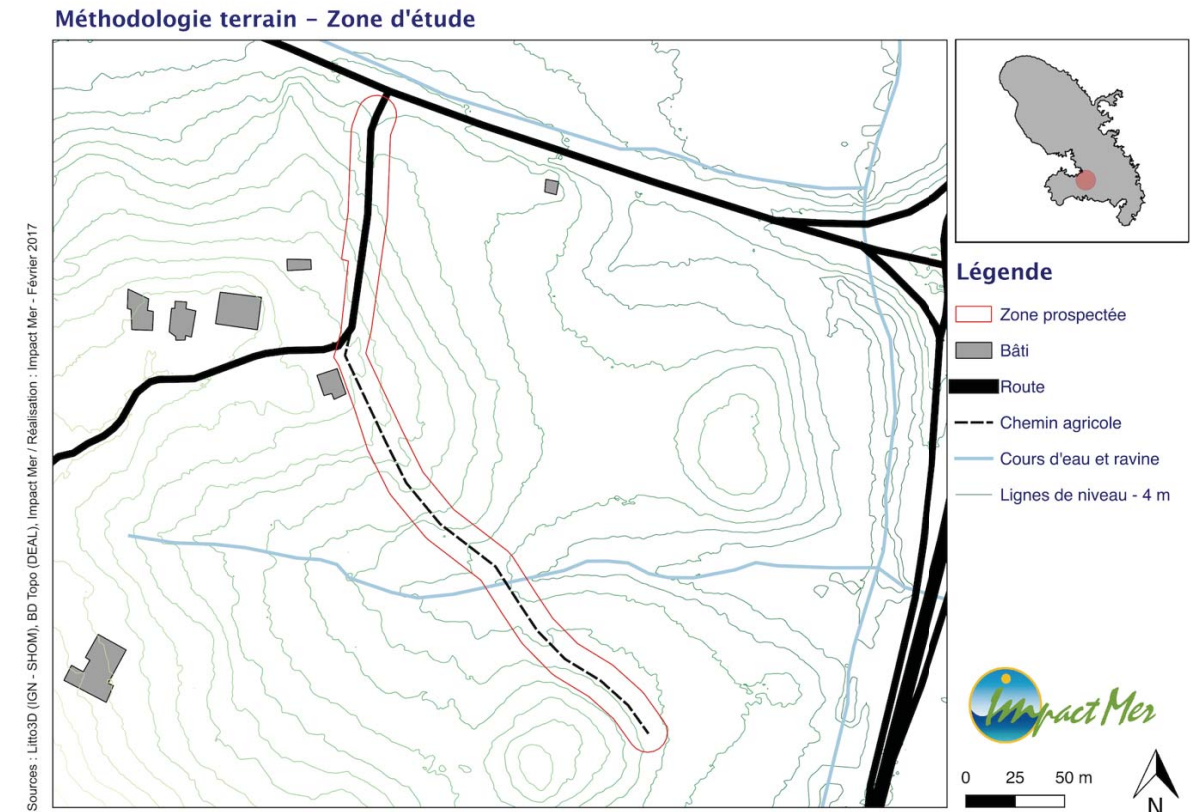 Méthodologie terrain – Zone d'étude
Sources : Litto3D (IGN - SHOM), BD Topo (DEAL), Impact Mer / Réalisation : Impact Mer - Février 2017
Légende
Zone prospectée
Bâti
Route
Chemin agricole
Cours d'eau et ravine
Lignes de niveau - 4 m
Impact Mer
0 25 50 m
N